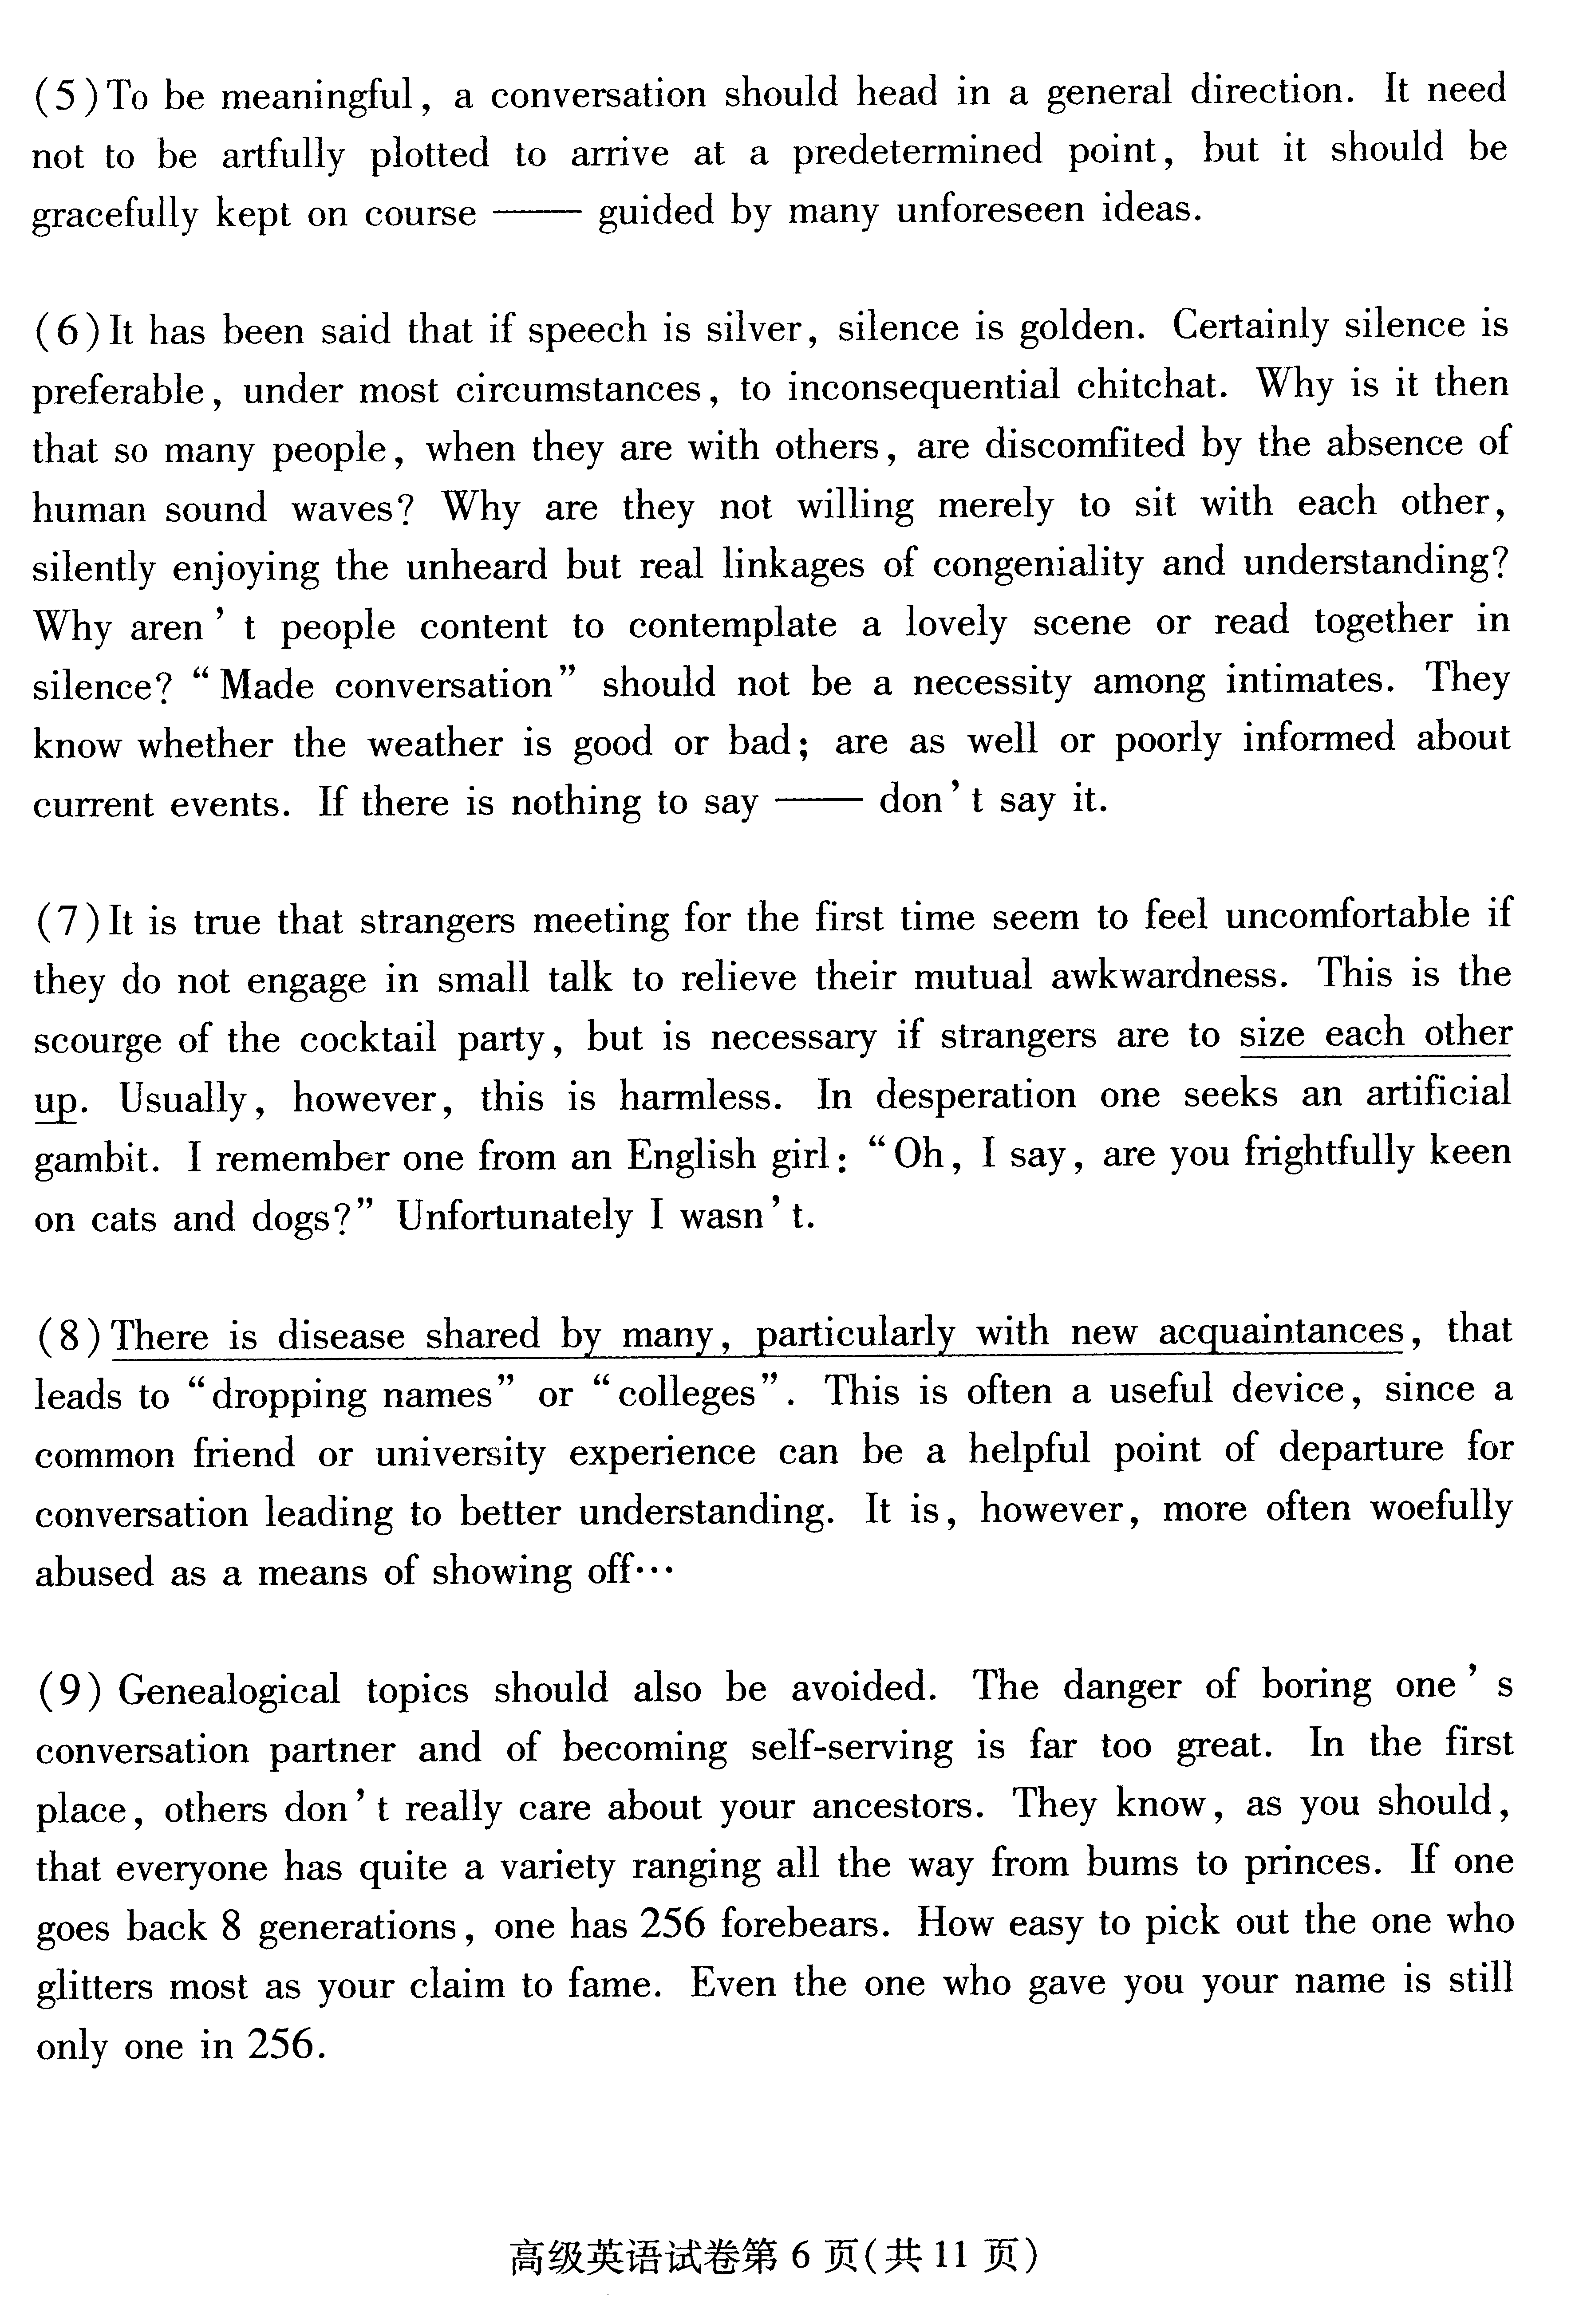 (5)To be meaningful, a conversation should head in a general direction. It need
not to be artfully plotted to arrive at a predetermined point, but it should be
gracefully kept on course —— guided by many unforeseen ideas.
(6)It has been said that if speech is silver, silence is golden. Certainly silence is
preferable, under most circumstances, to inconsequential chitchat. Why is it then
that so many people, when they are with others, are discomfited by the absence of
human sound waves? Why are they not willing merely to sit with each other,
silently enjoying the unheard but real linkages of congeniality and understanding?
Why aren't people content to contemplate a lovely scene or read together in
silence? “Made conversation” should not be a necessity among intimates. They
know whether the weather is good or bad; are as well or poorly informed about
current events. If there is nothing to say —— don't say it.
(7)It is true that strangers meeting for the first time seem to feel uncomfortable if
they do not engage in small talk to relieve their mutual awkwardness. This is the
scourge of the cocktail party, but is necessary if strangers are to size each other
up. Usually, however, this is harmless. In desperation one seeks an artificial
gambit. I remember one from an English girl: “Oh, I say, are you frightfully keen
on cats and dogs?” Unfortunately I wasn't.
(8)There is disease shared by many, particularly with new acquaintances, that
leads to “dropping names” or “colleges”. This is often a useful device, since a
common friend or university experience can be a helpful point of departure for
conversation leading to better understanding. It is, however, more often woefully
abused as a means of showing off…
(9) Genealogical topics should also be avoided. The danger of boring one's
conversation partner and of becoming self-serving is far too great. In the first
place, others don't really care about your ancestors. They know, as you should,
that everyone has quite a variety ranging all the way from bums to princes. If one
goes back 8 generations, one has 256 forebears. How easy to pick out the one who
glitters most as your claim to fame. Even the one who gave you your name is still
only one in 256.
高级英语试卷第 6 页(共 11 页)